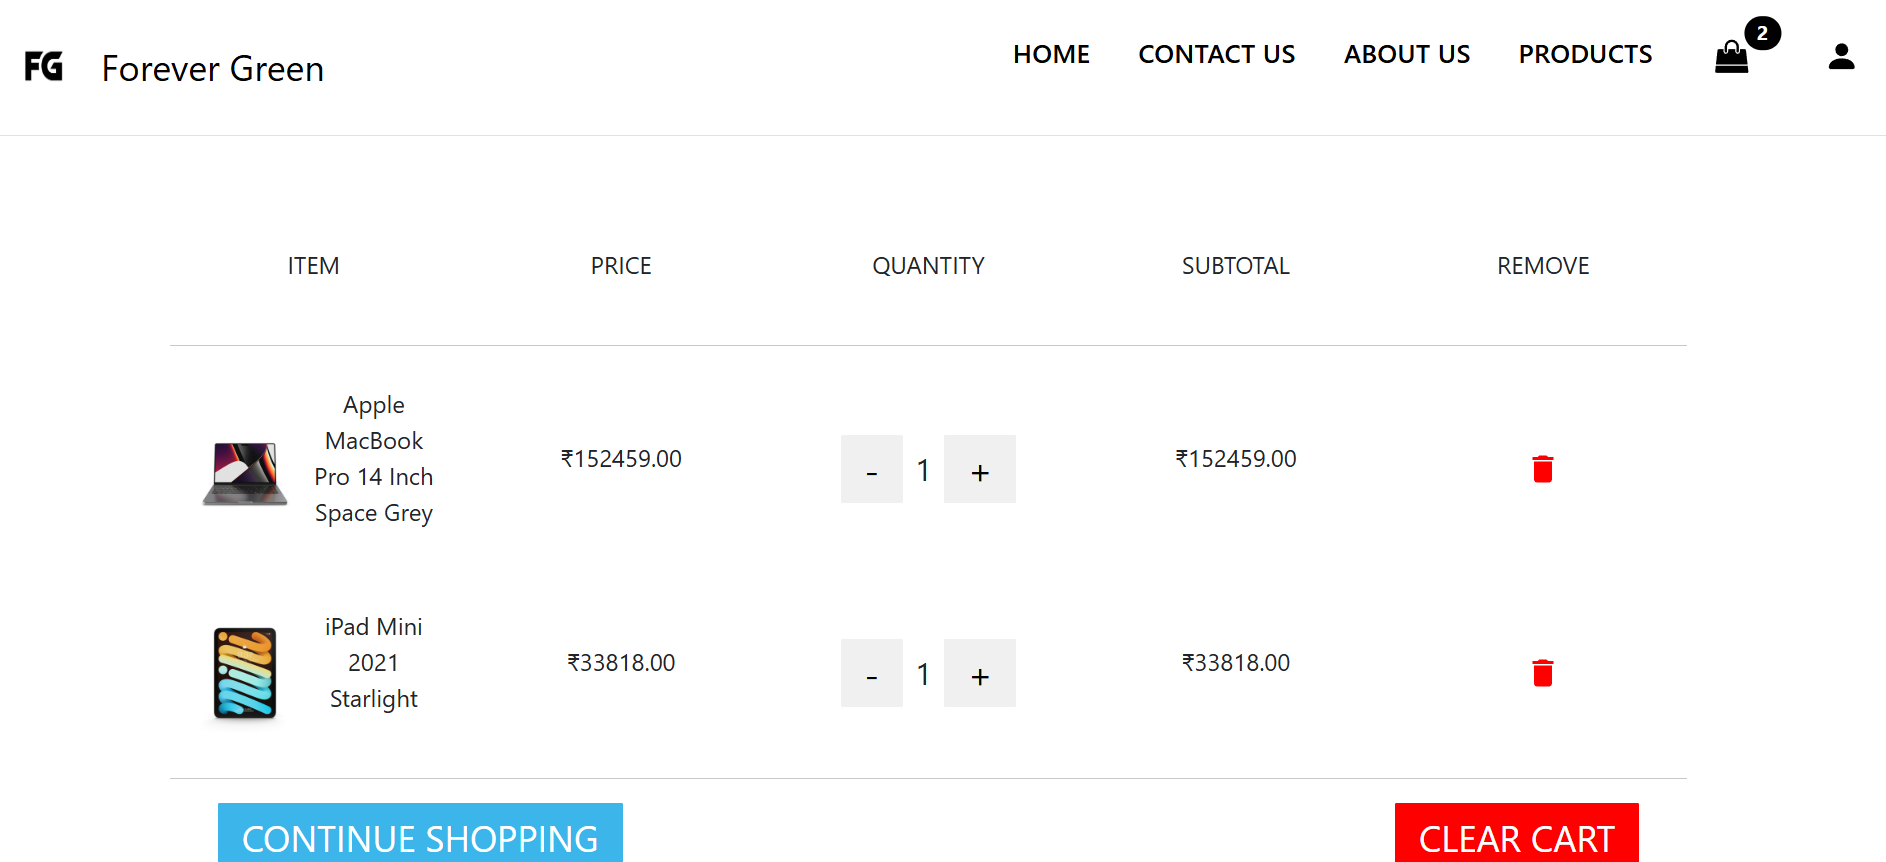 FG
Forever Green
HOME CONTACT US ABOUT US PRODUCTS 2
ITEM PRICE QUANTITY SUBTOTAL REMOVE
Apple
MacBook
Pro 14 Inch
Space Grey
₹152459.00 - 1 + ₹152459.00
iPad Mini
2021
Starlight
₹33818.00 - 1 + ₹33818.00
CONTINUE SHOPPING CLEAR CART